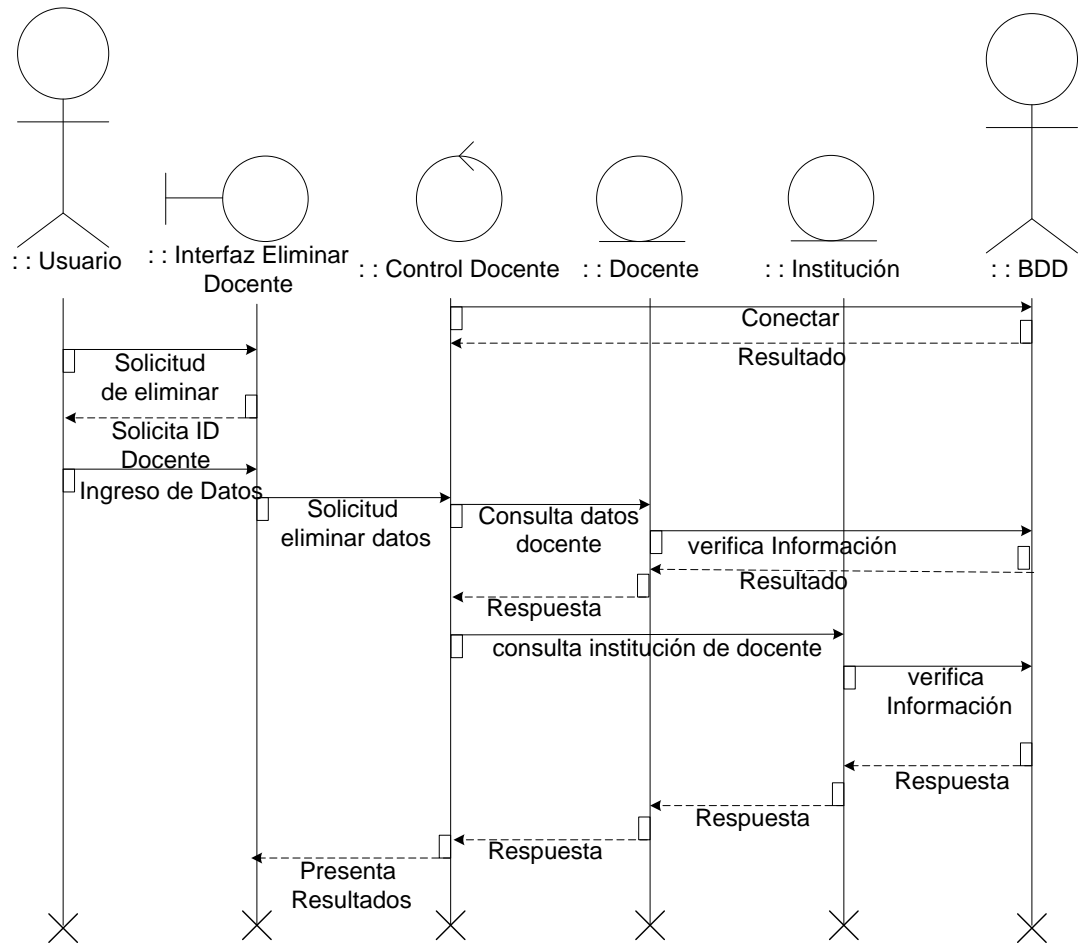 : : Usuario
: : Interfaz Eliminar
Docente
: : Control Docente
: : Docente
: : Institución
: : BDD
Conectar
Resultado
Solicitud
de eliminar
Solicita ID
Docente
Ingreso de Datos
Solicitud
eliminar datos
Consulta datos
docente
verifica Información
Resultado
Respuesta
consulta institución de docente
verifica
Información
Respuesta
Respuesta
Respuesta
Presenta
Resultados